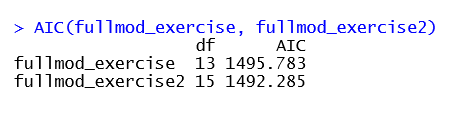 > AIC(fullmod_exercise, fullmod_exercise2)
df AIC
fullmod_exercise 13 1495.783
fullmod_exercise2 15 1492.285